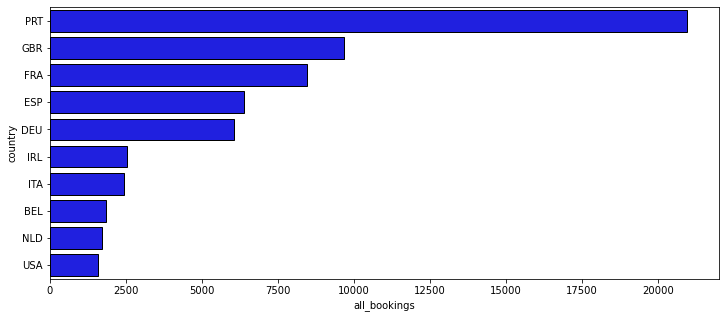 PRT
GBR
FRA
ESP
DEU
IRL
ITA
BEL
NLD
USA
country
0 2500 5000 7500 10000 12500 15000 17500 20000
all_bookings